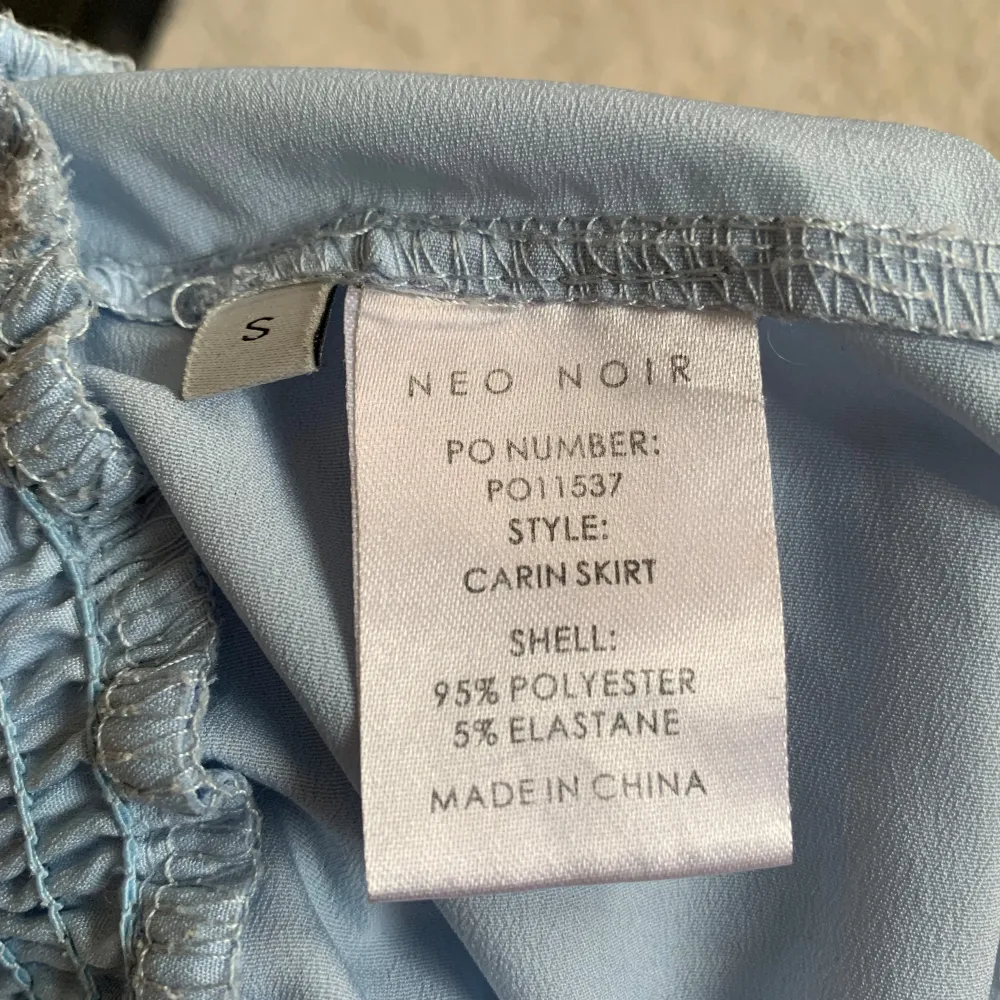 S
NEO NOIR
PO NUMBER:
PO11537
STYLE:
CARIN SKIRT
SHELL:
95% POLYESTER
5% ELASTANE
MADE IN CHINA